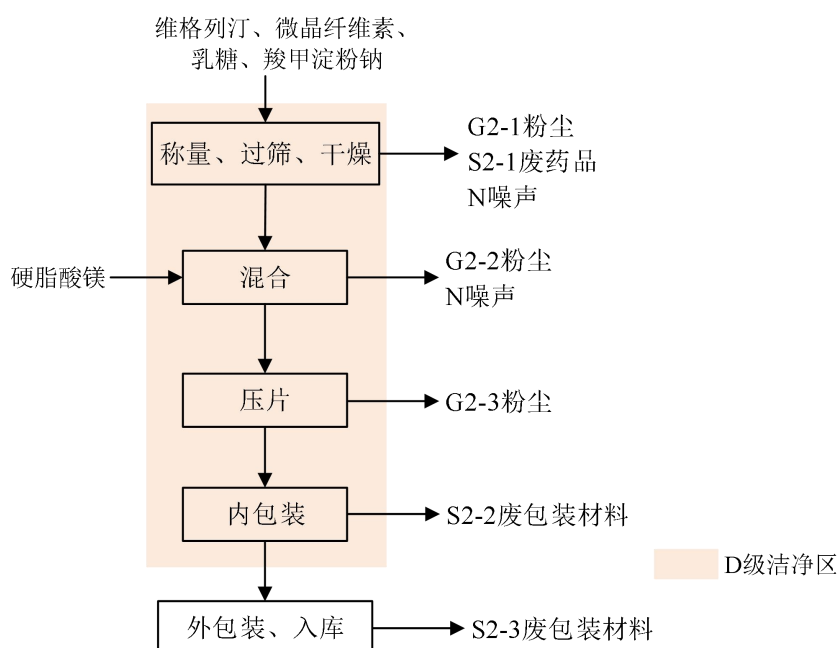 维格列汀、微晶纤维素、
乳糖、羧甲淀粉钠
称量、过筛、干燥
G2-1粉尘
S2-1废药品
N噪声
硬脂酸镁
混合
G2-2粉尘
N噪声
压片
G2-3粉尘
内包装
S2-2废包装材料
D级洁净区
外包装、入库
S2-3废包装材料